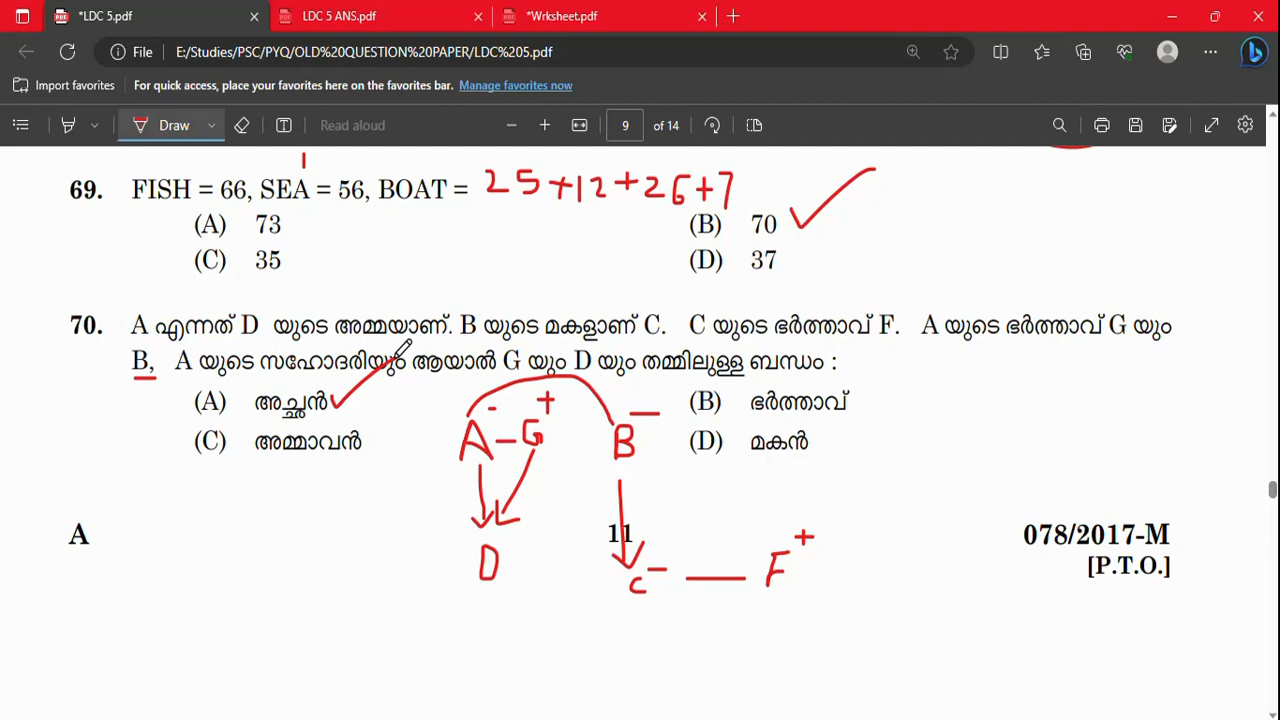 *LDC 5.pdf LDC 5 ANS.pdf *Wrksheet.pdf
File E:/Studies/PSC/PYQ/OLD%20QUESTION%20PAPER/LDC%205.pdf
Import favorites For quick access, place your favorites here on the favorites bar. Manage favorites now
Draw Read aloud 9 of 14
69. FISH = 66, SEA = 56, BOAT = 25+12+26+7
(A) 73 (B) 70
(C) 35 (D) 37
70. A എന്നത് D യുടെ അമ്മയാണ്. B യുടെ മകളാണ് C. C യുടെ ഭർത്താവ് F. A യുടെ ഭർത്താവ് G യും
B, A യുടെ സഹോദരിയും ആയാൽ G യും D യും തമ്മിലുള്ള ബന്ധം :
(A) അച്ഛൻ (B) ഭർത്താവ്
(C) അമ്മാവൻ (D) മകൻ
A - G + B -
D C - F +
A 11 078/2017-M
[P.T.O.]